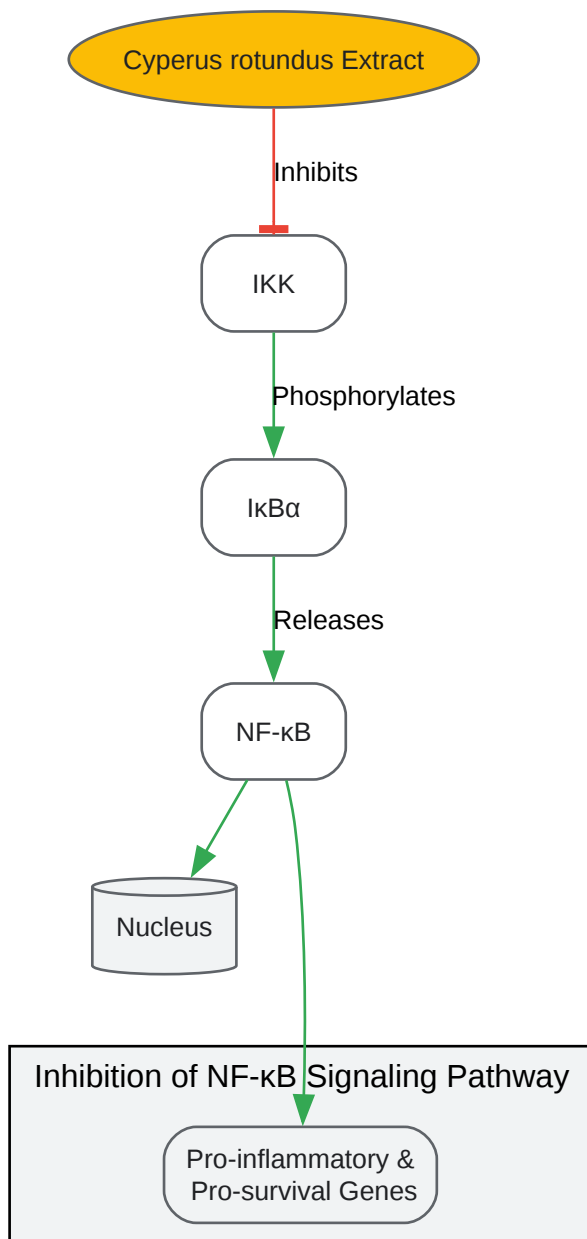 Cyperus rotundus Extract
Inhibits
IKK
Phosphorylates
IκBα
Releases
NF-κB
Nucleus
Inhibition of NF-κB Signaling Pathway
Pro-inflammatory &
Pro-survival Genes